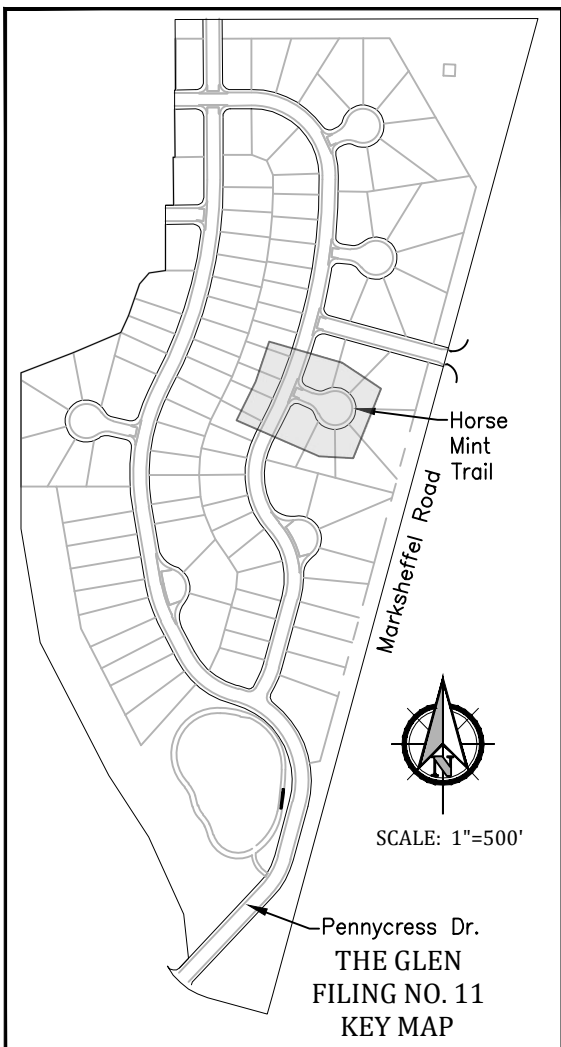 Horse
Mint
Trail
Marksheffel Road
N
SCALE: 1"=500'
Pennycress Dr.
THE GLEN
FILING NO. 11
KEY MAP